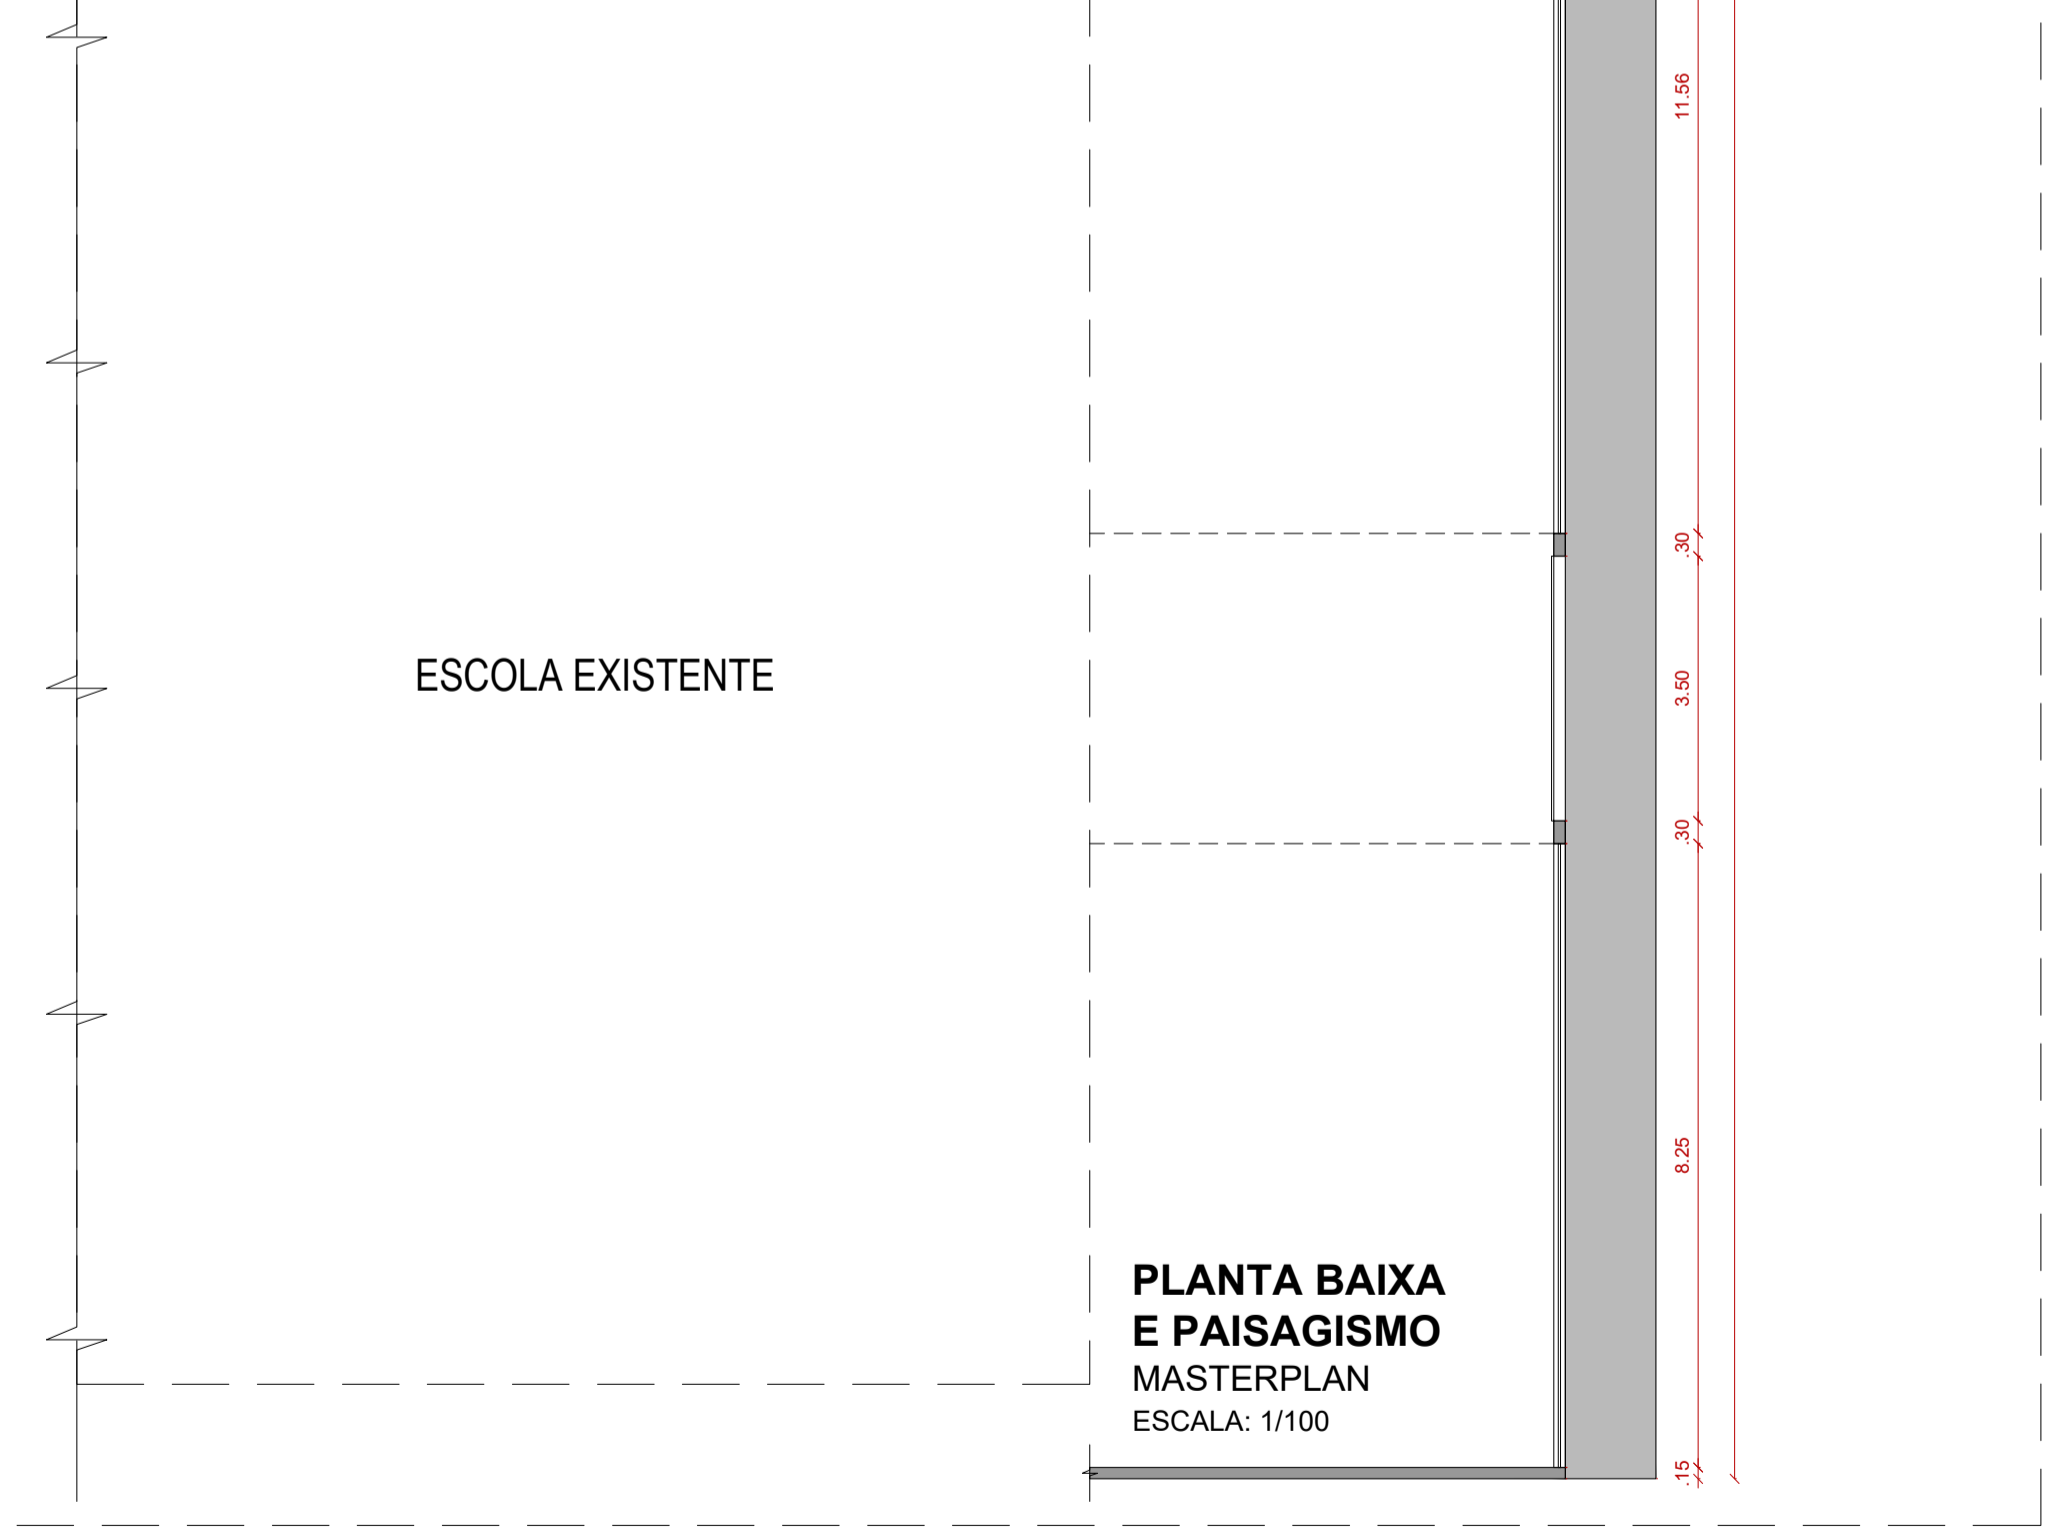 11.56
.30
ESCOLA EXISTENTE
3.50
.30
8.25
PLANTA BAIXA
E PAISAGISMO
MASTERPLAN
ESCALA: 1/100
.15